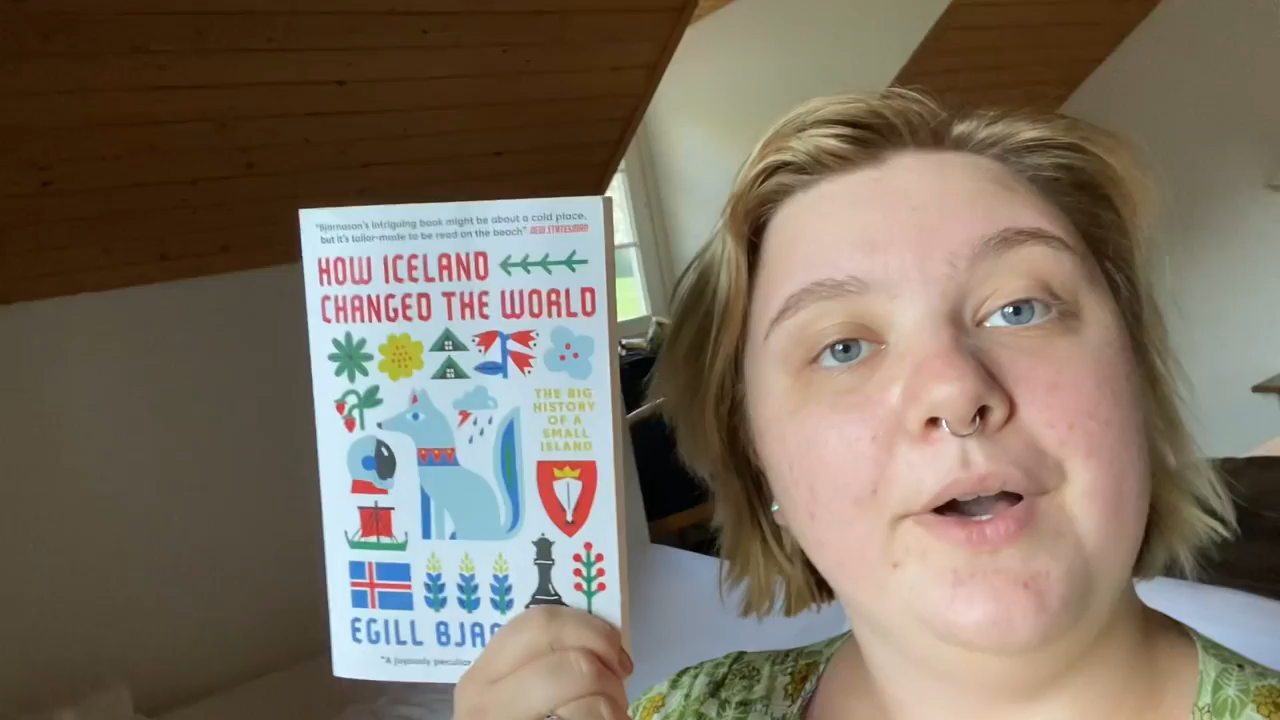 "Bjarnason's intriguing book might be about a cold place,
but it's tailor-made to be read on the beach" NEW STATESMAN
HOW ICELAND
CHANGED THE WORLD
THE BIG
HISTORY
OF A
SMALL
ISLAND
EGILL BJAR
"A joyously peculiar